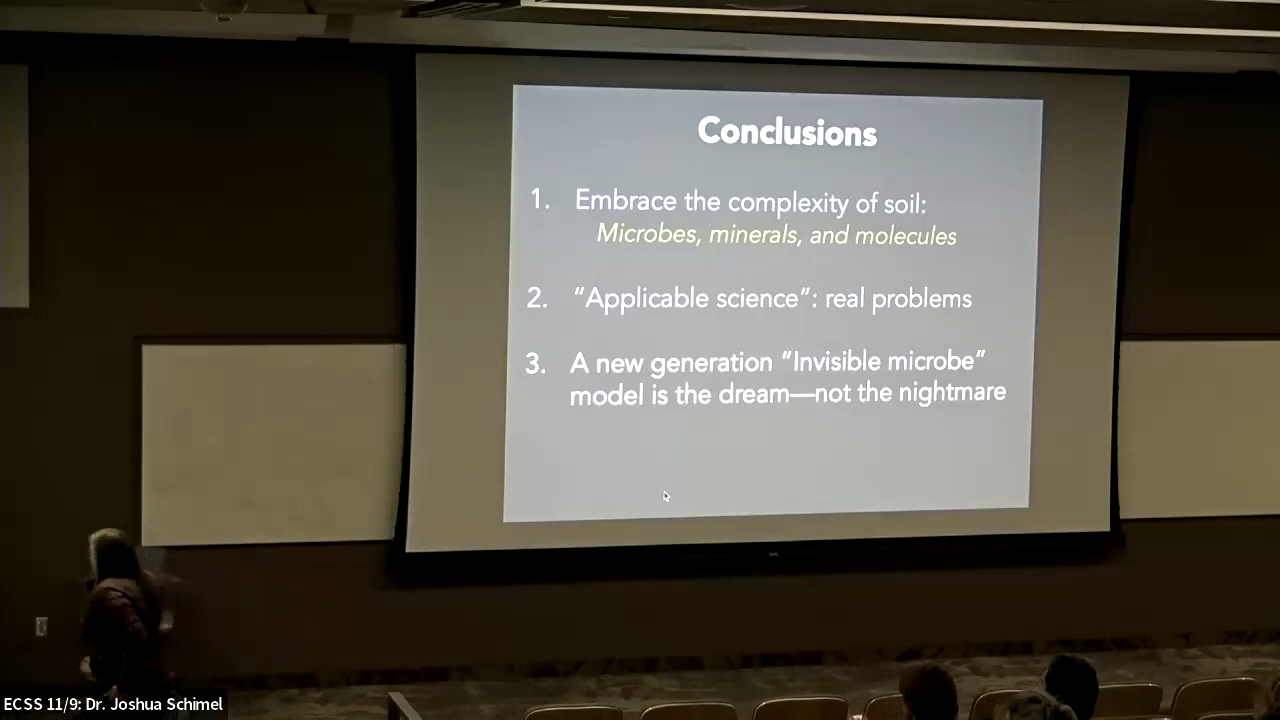 Conclusions
1. Embrace the complexity of soil:
Microbes, minerals, and molecules
2. “Applicable science”: real problems
3. A new generation “Invisible microbe”
model is the dream—not the nightmare
ECSS 11/9: Dr. Joshua Schimel